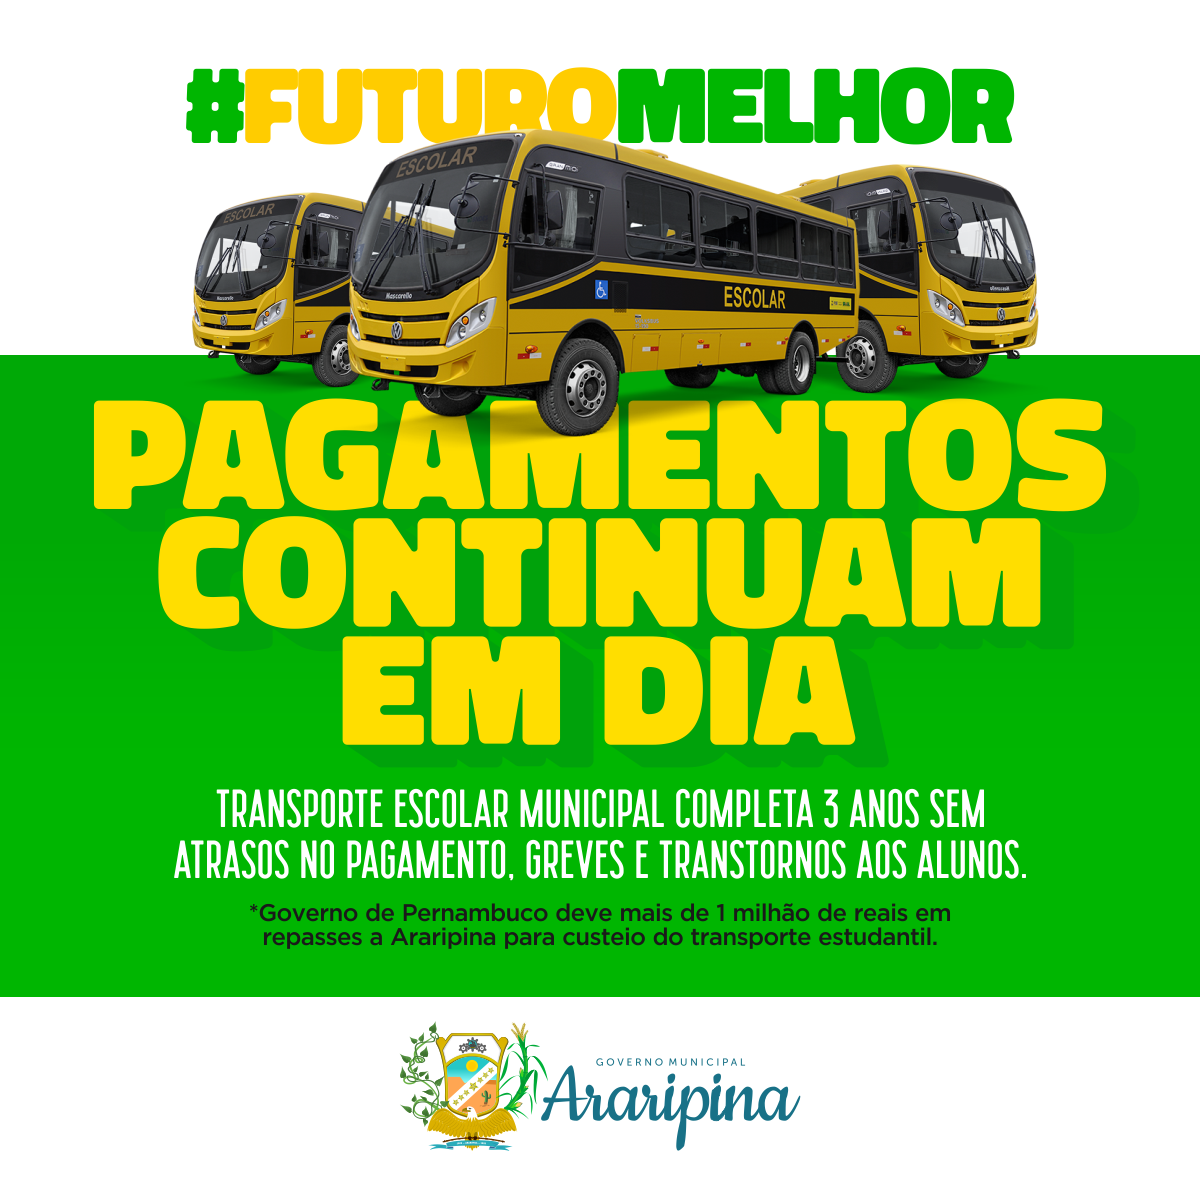 #FUTUROMELHOR
ESCOLAR
ESCOLAR
Mascarello
Mascarello
ESCOLAR
PAGAMENTOS
CONTINUAM
EM DIA
TRANSPORTE ESCOLAR MUNICIPAL COMPLETA 3 ANOS SEM
ATRASOS NO PAGAMENTO, GREVES E TRANSTORNOS AOS ALUNOS.
*Governo de Pernambuco deve mais de 1 milhão de reais em
repasses a Araripina para custeio do transporte estudantil.
GOVERNO MUNICIPAL
Araripina